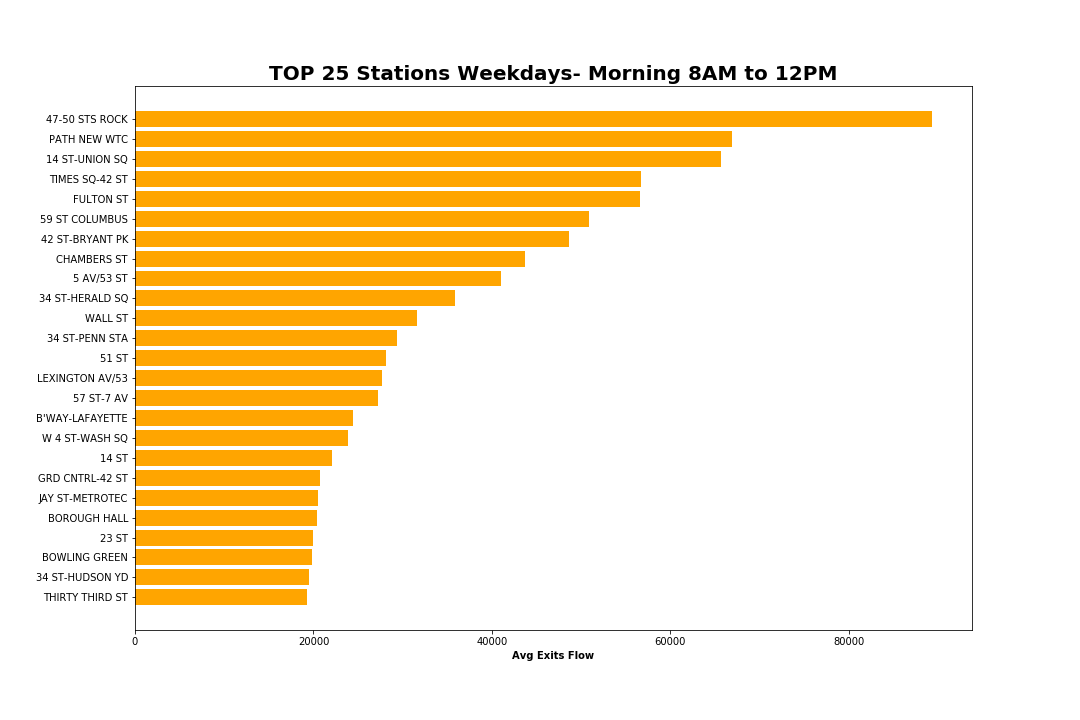 TOP 25 Stations Weekdays- Morning 8AM to 12PM
47-50 STS ROCK
PATH NEW WTC
14 ST-UNION SQ
TIMES SQ-42 ST
FULTON ST
59 ST COLUMBUS
42 ST-BRYANT PK
CHAMBERS ST
5 AV/53 ST
34 ST-HERALD SQ
WALL ST
34 ST-PENN STA
51 ST
LEXINGTON AV/53
57 ST-7 AV
B'WAY-LAFAYETTE
W 4 ST-WASH SQ
14 ST
GRD CNTRL-42 ST
JAY ST-METROTEC
BOROUGH HALL
23 ST
BOWLING GREEN
34 ST-HUDSON YD
THIRTY THIRD ST
0 20000 40000 60000 80000
Avg Exits Flow